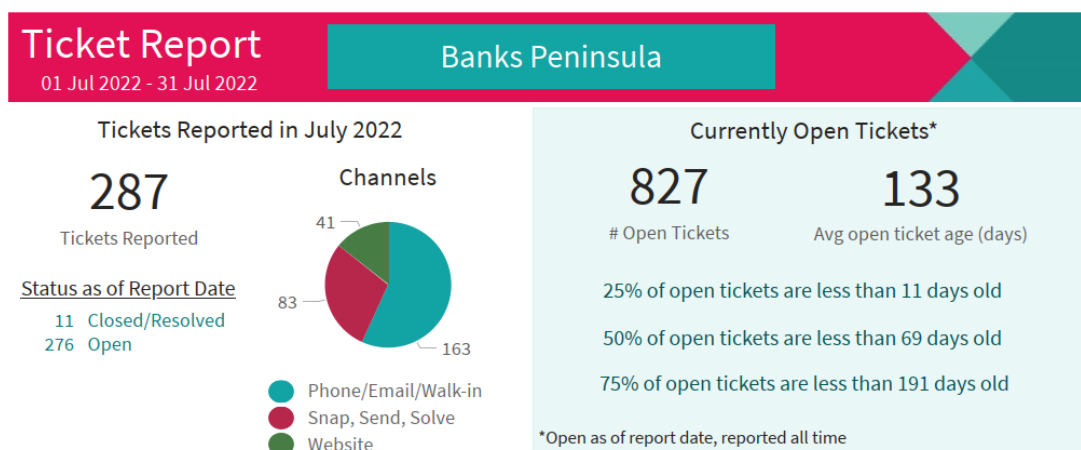 Ticket Report
01 Jul 2022 - 31 Jul 2022
Banks Peninsula
Tickets Reported in July 2022
287
Tickets Reported
Status as of Report Date
11 Closed/Resolved
276 Open
Channels
41
83
163
Phone/Email/Walk-in
Snap, Send, Solve
Website
Currently Open Tickets*
827
# Open Tickets
133
Avg open ticket age (days)
25% of open tickets are less than 11 days old
50% of open tickets are less than 69 days old
75% of open tickets are less than 191 days old
*Open as of report date, reported all time